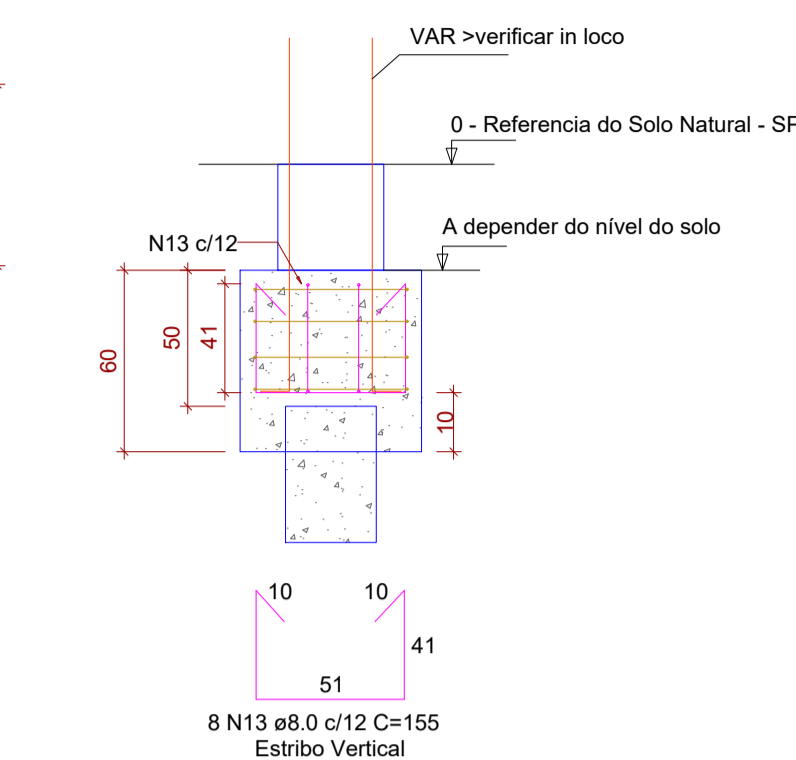 VAR >verificar in loco
0 - Referencia do Solo Natural - SP
A depender do nível do solo
N13 c/12
60
50
41
10
10
10
41
51
8 N13 ø8.0 c/12 C=155
Estribo Vertical